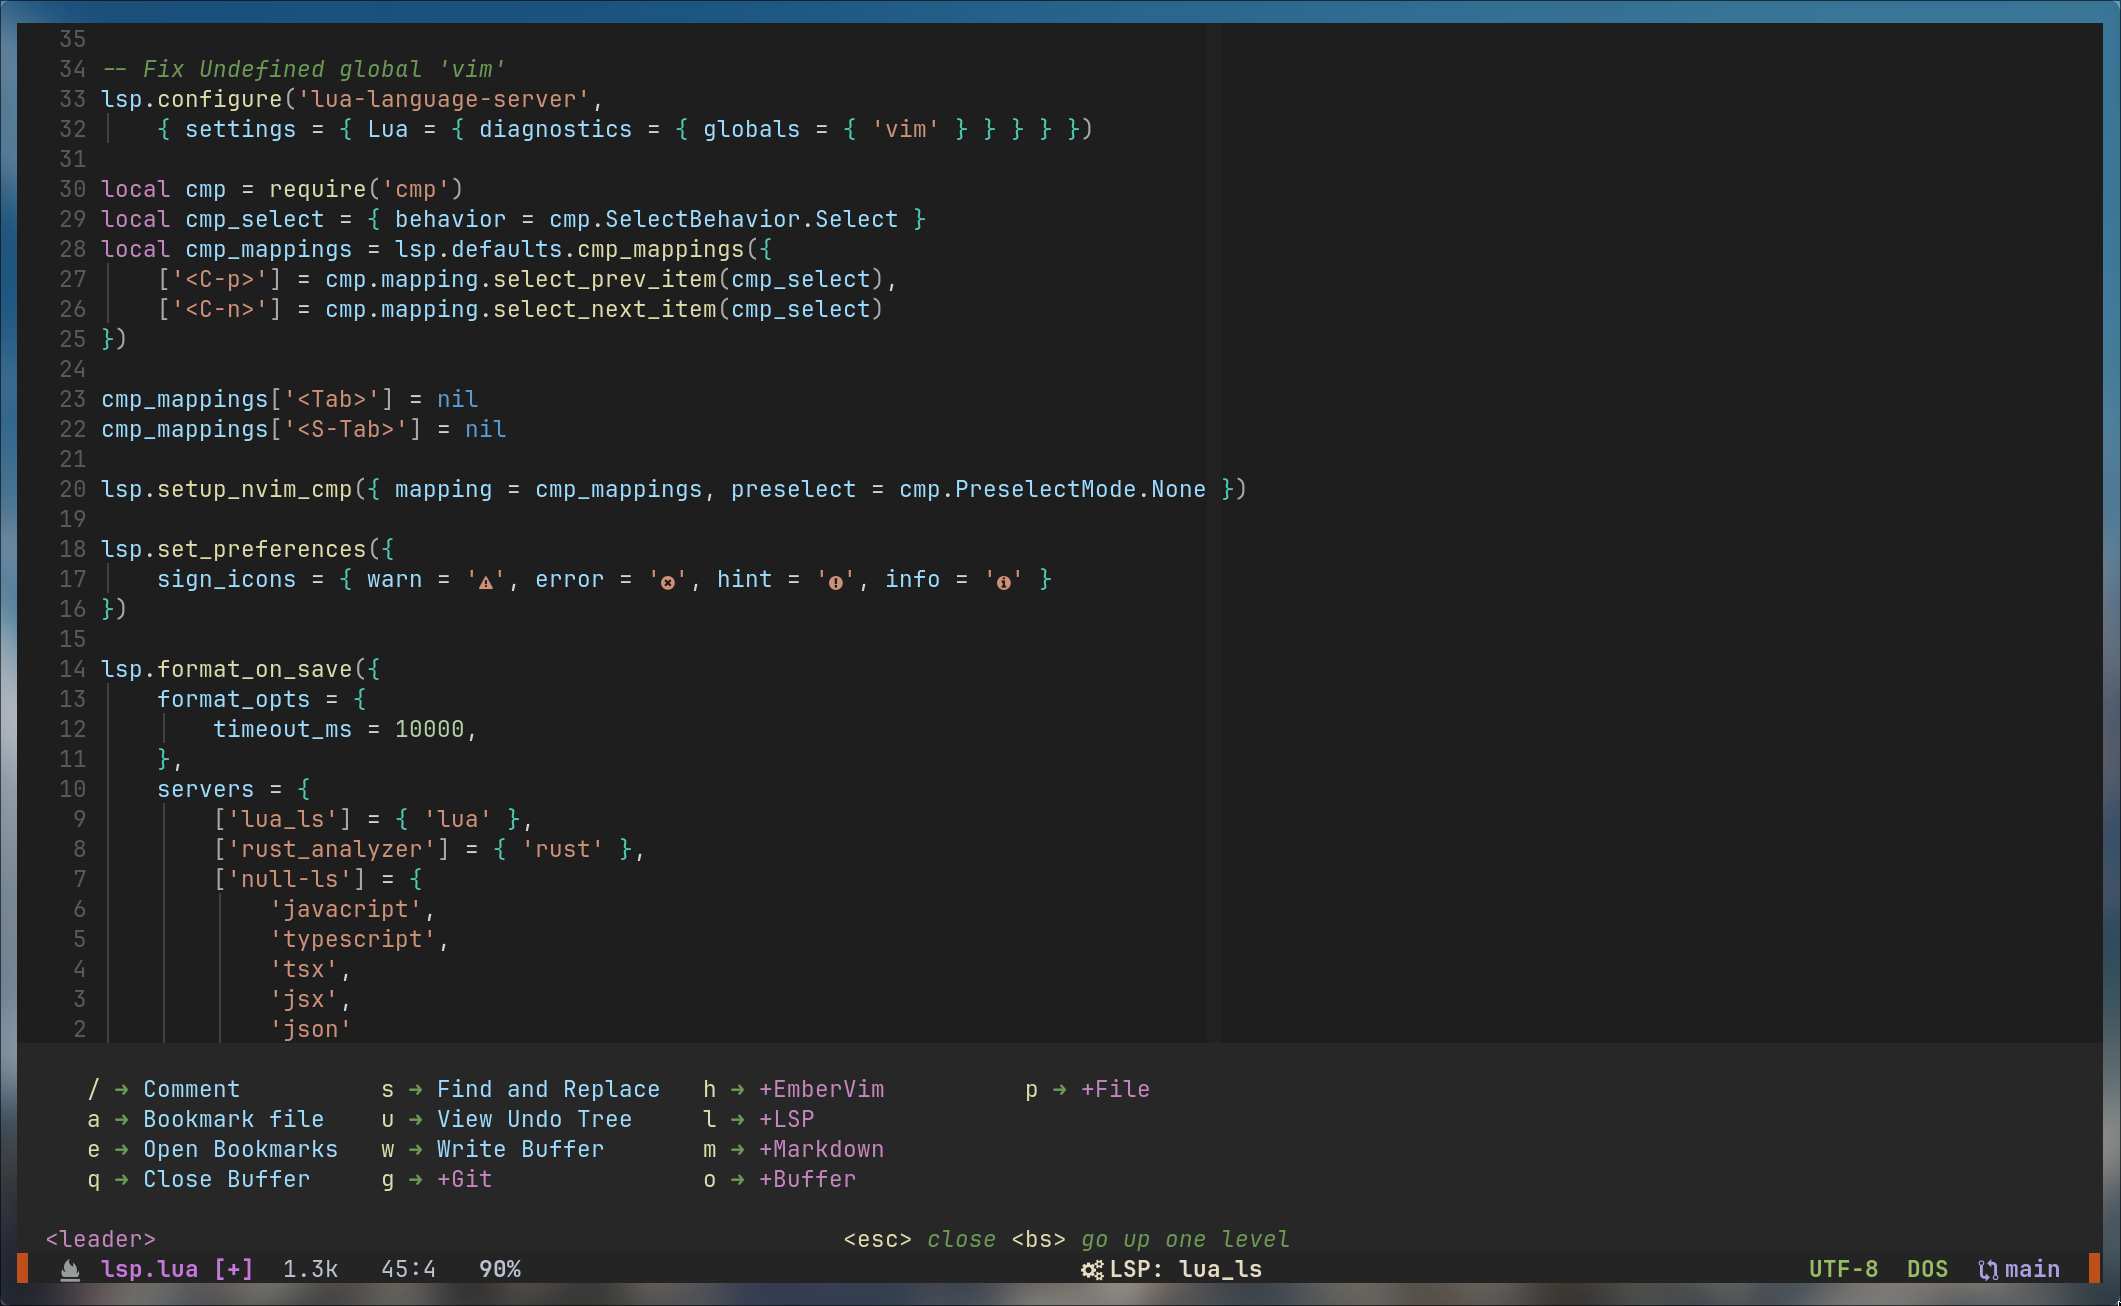 35
34 -- Fix Undefined global 'vim'
33 lsp.configure('lua-language-server',
32     { settings = { Lua = { diagnostics = { globals = { 'vim' } } } } })
31
30 local cmp = require('cmp')
29 local cmp_select = { behavior = cmp.SelectBehavior.Select }
28 local cmp_mappings = lsp.defaults.cmp_mappings({
27     ['<C-p>'] = cmp.mapping.select_prev_item(cmp_select),
26     ['<C-n>'] = cmp.mapping.select_next_item(cmp_select)
25 })
24
23 cmp_mappings['<Tab>'] = nil
22 cmp_mappings['<S-Tab>'] = nil
21
20 lsp.setup_nvim_cmp({ mapping = cmp_mappings, preselect = cmp.PreselectMode.None })
19
18 lsp.set_preferences({
17     sign_icons = { warn = '', error = '', hint = '', info = '' }
16 })
15
14 lsp.format_on_save({
13     format_opts = {
12         timeout_ms = 10000,
11     },
10     servers = {
9         ['lua_ls'] = { 'lua' },
8         ['rust_analyzer'] = { 'rust' },
7         ['null-ls'] = {
6             'javacript',
5             'typescript',
4             'tsx',
3             'jsx',
2             'json'
/ ➜ Comment s ➜ Find and Replace h ➜ +EmberVim p ➜ +File
a ➜ Bookmark file u ➜ View Undo Tree l ➜ +LSP
e ➜ Open Bookmarks w ➜ Write Buffer m ➜ +Markdown
q ➜ Close Buffer g ➜ +Git o ➜ +Buffer
<leader> <esc> close <bs> go up one level
lsp.lua [+] 1.3k 45:4 90% LSP: lua_ls UTF-8 DOS main